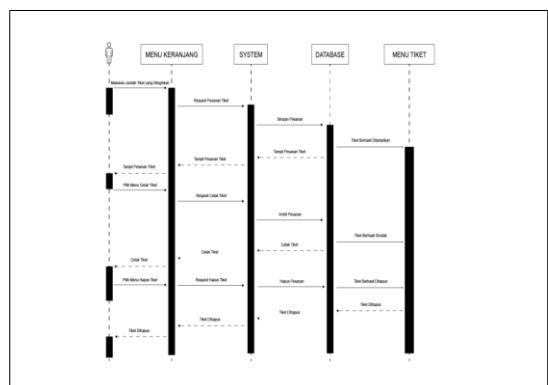 MENU KERANJANG
SYSTEM
DATABASE
MENU TIKET
Masukan Jumlah Tiket yang Diinginkan
Request Pesanan Tiket
Simpan Pesanan
Tiket Berhasil Ditampilkan
Tampil Pesanan Tiket
Tampil Pesanan Tiket
Tampil Pesanan Tiket
Pilih Menu Cetak Tiket
Request Cetak Tiket
Ambil Pesanan
Tiket Berhasil Dicetak
Cetak Tiket
Cetak Tiket
Cetak Tiket
Pilih Menu Hapus Tiket
Request Hapus Tiket
Hapus Pesanan
Tiket Berhasil Dihapus
Tiket Dihapus
Tiket Dihapus
Tiket Dihapus
Tiket Dihapus